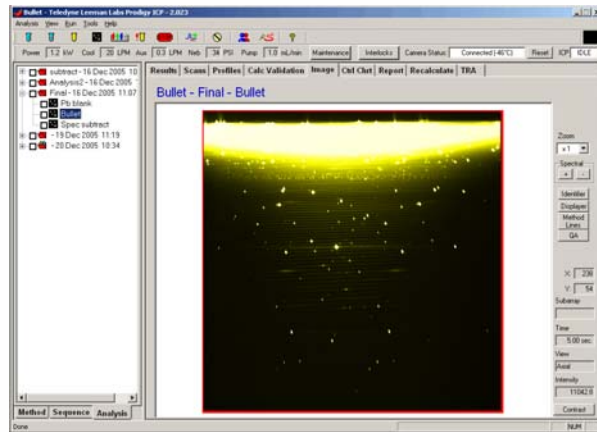 Bullet - Teledyne Leeman Labs Prodigy ICP - 2.023
Analysis View Run Tools Help
Power 1.2 kW Cool 20 LPM Aux 0.3 LPM Neb 34 PSI Pump 1.0 mL/min Maintenance Interlocks Camera Status: Connected (-46°C) Reset ICP IDLE
subtract - 16 Dec 2005 10
Analysis2 - 16 Dec 2005
Final - 16 Dec 2005 11:07
Pb blank
Bullet
Spec subtract
- 19 Dec 2005 11:19
- 20 Dec 2005 10:34
Results Scans Profiles Calc Validation Image Ctrl Chrt Report Recalculate TRA
Bullet - Final - Bullet
Zoom
x 1
Spectral
+ -
Identifier
Displayer
Method
Lines
QA
X: 238
Y: 54
Subarray
Time
5.00 sec
View
Axial
Intensity
11042.8
Contrast
Method Sequence Analysis
Done
NUM